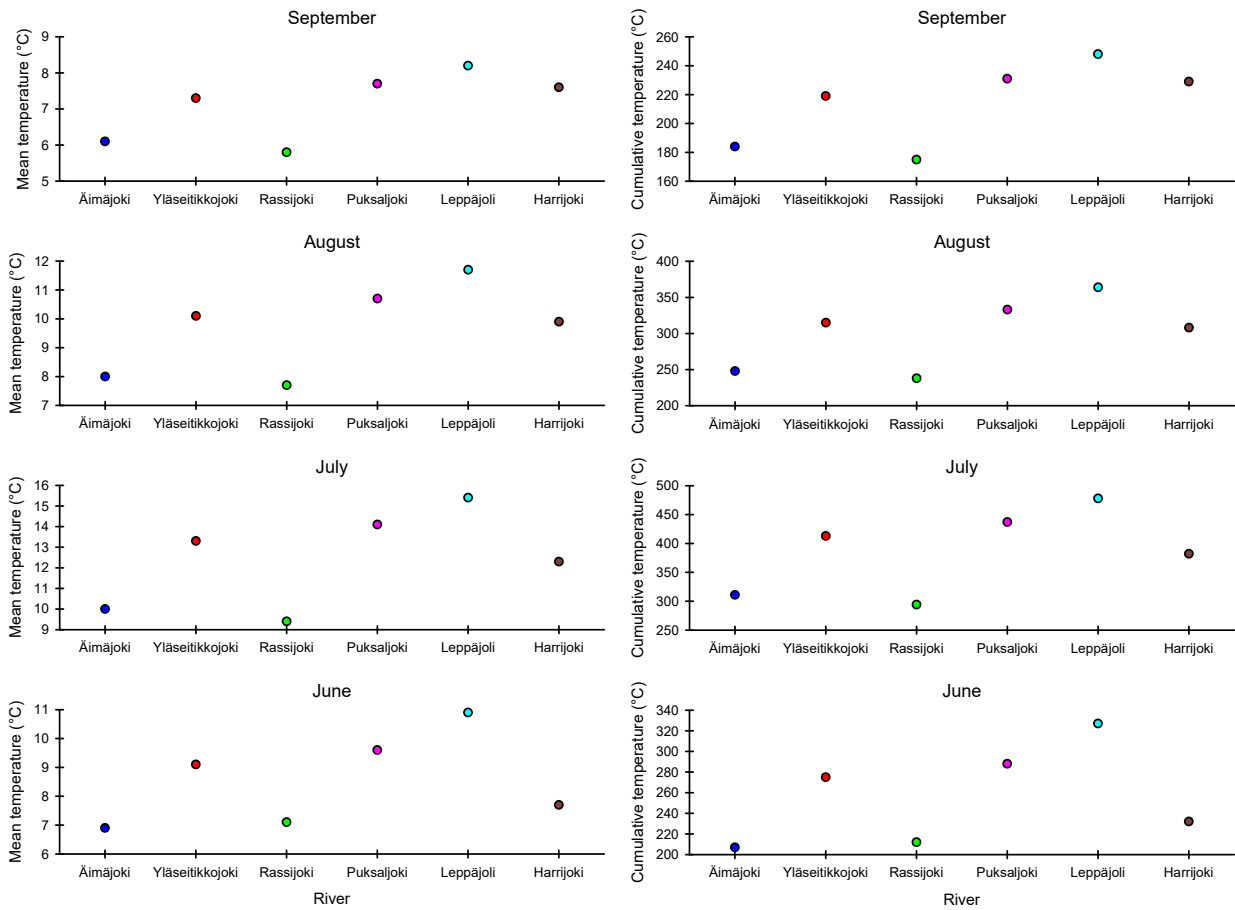 September
Mean temperature (°C)
9
8
7
6
5
Äimäjoki Yläseitikkojoki Rassijoki Puksaljoki Leppäjoli Harrijoki
September
Cumulative temperature (°C)
260
240
220
200
180
160
Äimäjoki Yläseitikkojoki Rassijoki Puksaljoki Leppäjoli Harrijoki
August
Mean temperature (°C)
12
11
10
9
8
7
Äimäjoki Yläseitikkojoki Rassijoki Puksaljoki Leppäjoli Harrijoki
August
Cumulative temperature (°C)
400
350
300
250
200
Äimäjoki Yläseitikkojoki Rassijoki Puksaljoki Leppäjoli Harrijoki
July
Mean temperature (°C)
16
15
14
13
12
11
10
9
Äimäjoki Yläseitikkojoki Rassijoki Puksaljoki Leppäjoli Harrijoki
July
Cumulative temperature (°C)
500
450
400
350
300
250
Äimäjoki Yläseitikkojoki Rassijoki Puksaljoki Leppäjoli Harrijoki
June
Mean temperature (°C)
11
10
9
8
7
6
Äimäjoki Yläseitikkojoki Rassijoki Puksaljoki Leppäjoli Harrijoki
River
June
Cumulative temperature (°C)
340
320
300
280
260
240
220
200
Äimäjoki Yläseitikkojoki Rassijoki Puksaljoki Leppäjoli Harrijoki
River